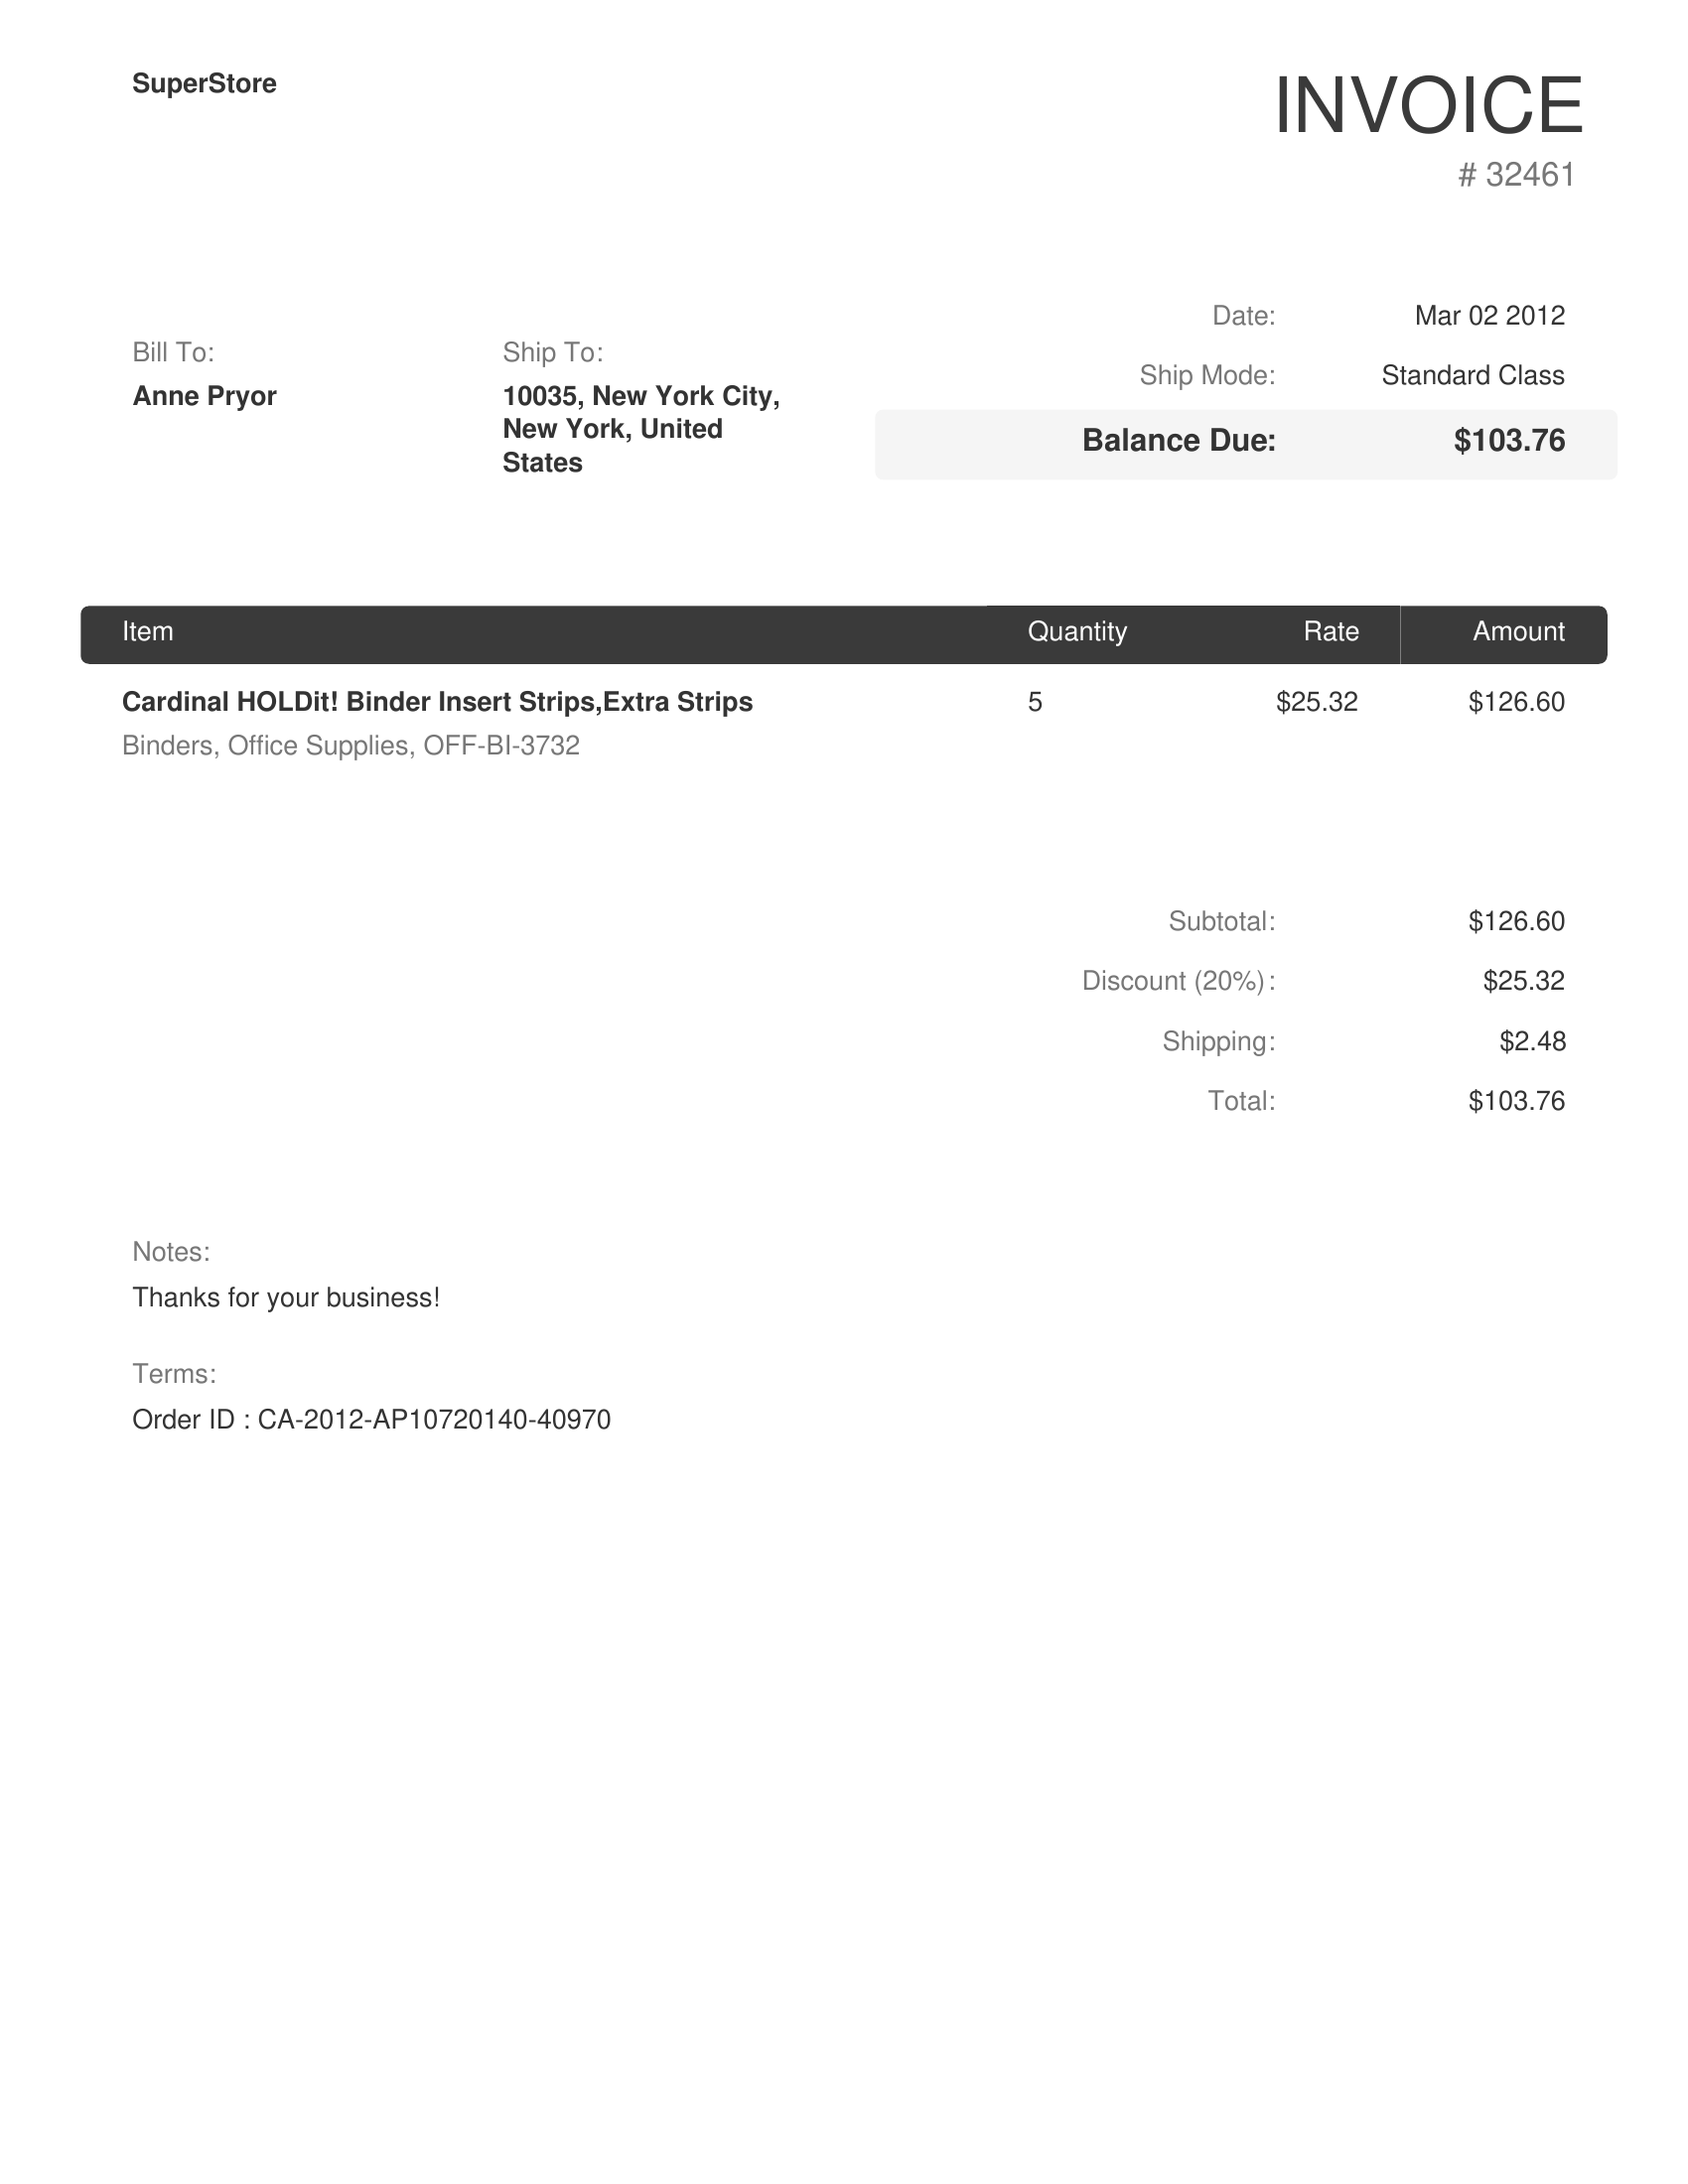 SuperStore
INVOICE
# 32461
Date: Mar 02 2012
Ship Mode: Standard Class
Balance Due: $103.76
Bill To:
Anne Pryor
Ship To:
10035, New York City,
New York, United
States
Item Quantity Rate Amount
Cardinal HOLDit! Binder Insert Strips,Extra Strips 5 $25.32 $126.60
Binders, Office Supplies, OFF-BI-3732
Subtotal: $126.60
Discount (20%): $25.32
Shipping: $2.48
Total: $103.76
Notes:
Thanks for your business!
Terms:
Order ID : CA-2012-AP10720140-40970